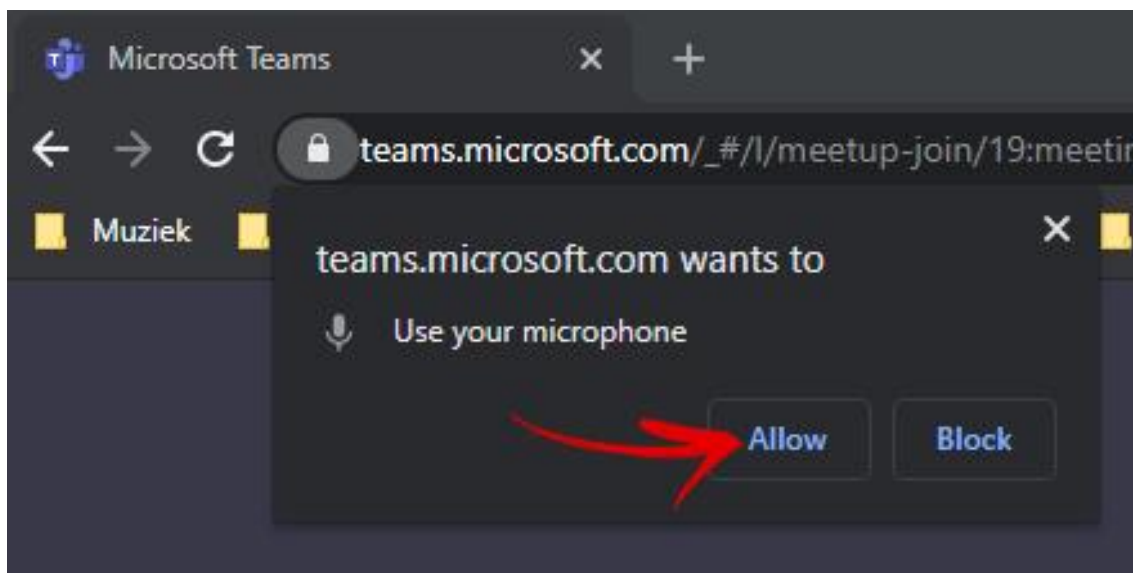 Microsoft Teams
teams.microsoft.com/_#/l/meetup-join/19:meetin
Muziek
teams.microsoft.com wants to
Use your microphone
Allow Block